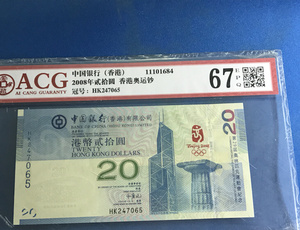 ACG
AI CANG GUARANTY
中国银行（香港） 11101684
2008年贰拾圆 香港奥运钞
冠号：HK247065
67
中國銀行（香港）有限公司
BANK OF CHINA (HONG KONG) LIMITED
港幣貳拾圓
TWENTY
HONG KONG DOLLARS
20
20
HK247065
Beijing 2008
7065